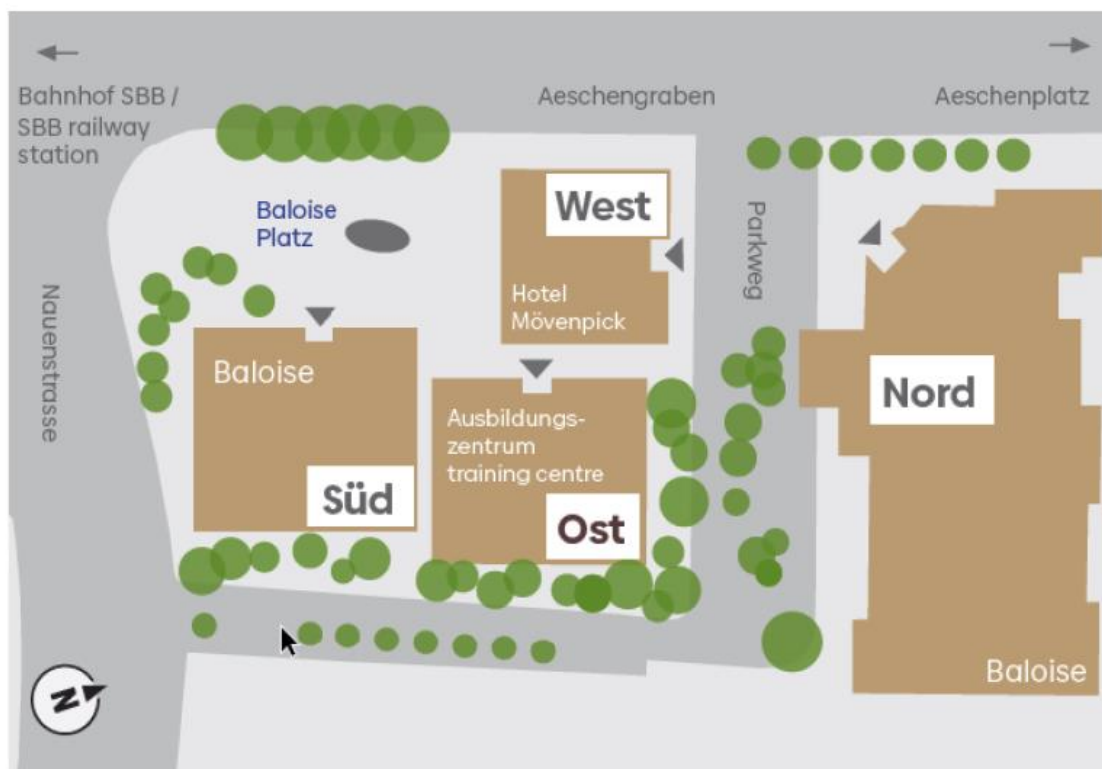 Bahnhof SBB /
SBB railway
station
Aeschengraben
Aeschenplatz
Baloise
Platz
West
Hotel
Mövenpick
Parkweg
Nauenstrasse
Baloise
Süd
Ausbildungs-
zentrum
training centre
Ost
Nord
Baloise
N